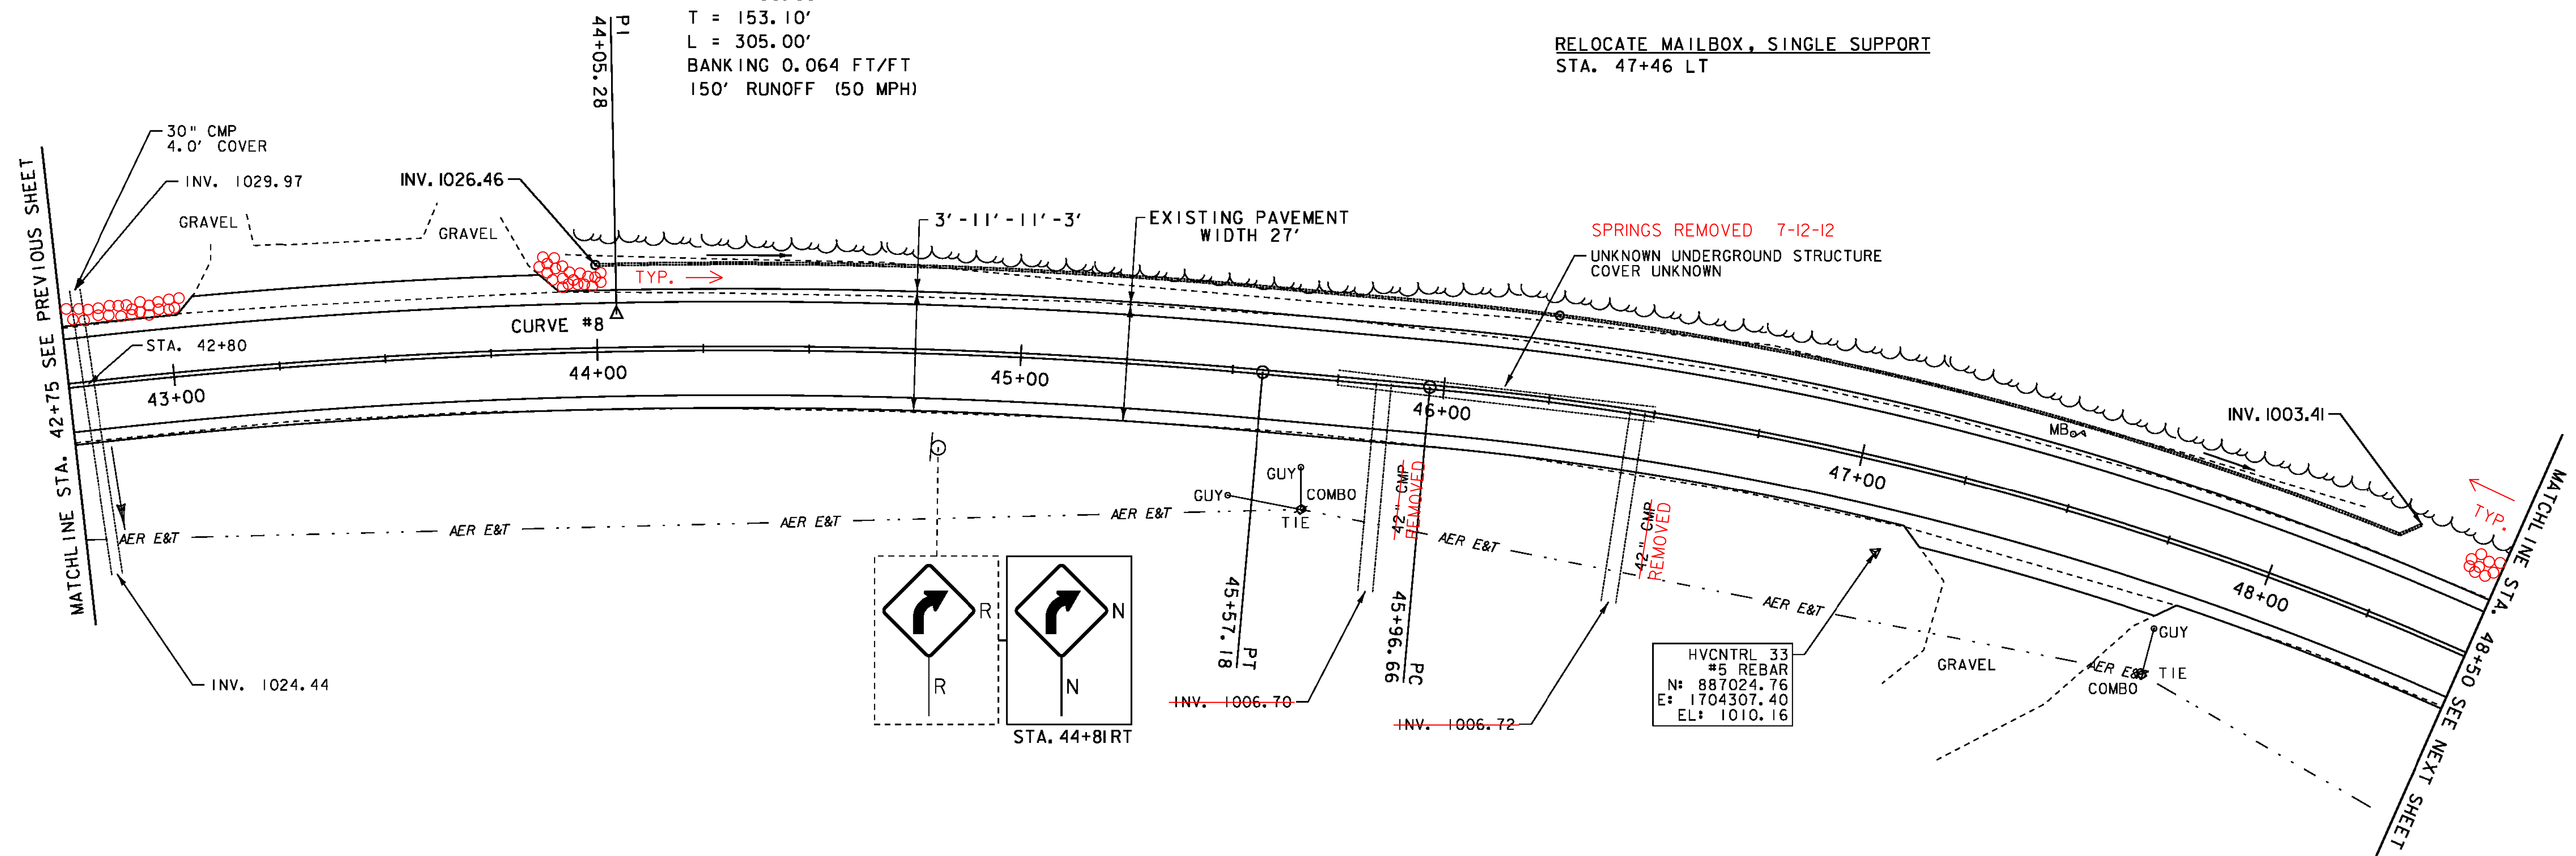 T = 153.10'
L = 305.00'
BANKING 0.064 FT/FT
150' RUNOFF (50 MPH)
PI
44+05.28
RELOCATE MAILBOX, SINGLE SUPPORT
STA. 47+46 LT
30" CMP
4.0' COVER
INV. 1029.97
INV. 1026.46
GRAVEL
GRAVEL
3'-11'-11'-3'
EXISTING PAVEMENT
WIDTH 27'
SPRINGS REMOVED 7-12-12
UNKNOWN UNDERGROUND STRUCTURE
COVER UNKNOWN
TYP.
CURVE #8
STA. 42+80
MATCHLINE STA. 42+75 SEE PREVIOUS SHEET
43+00
44+00
45+00
46+00
47+00
48+00
INV. 1003.41
MB
TYP.
MATCHLINE STA. 48+50 SEE NEXT SHEET
GUY
GUY
COMBO
TIE
42" CMP
REMOVED
42" CMP
REMOVED
AER E&T
AER E&T
AER E&T
AER E&T
AER E&T
AER E&T
AER E&T
45+57.18
PT
45+96.66
PC
R
N
R
N
STA. 44+81RT
INV. 1024.44
INV. 1006.70
INV. 1006.72
HVCNTRL 33
#5 REBAR
N: 887024.76
E: 1704307.40
EL: 1010.16
GRAVEL
GUY
TIE
COMBO